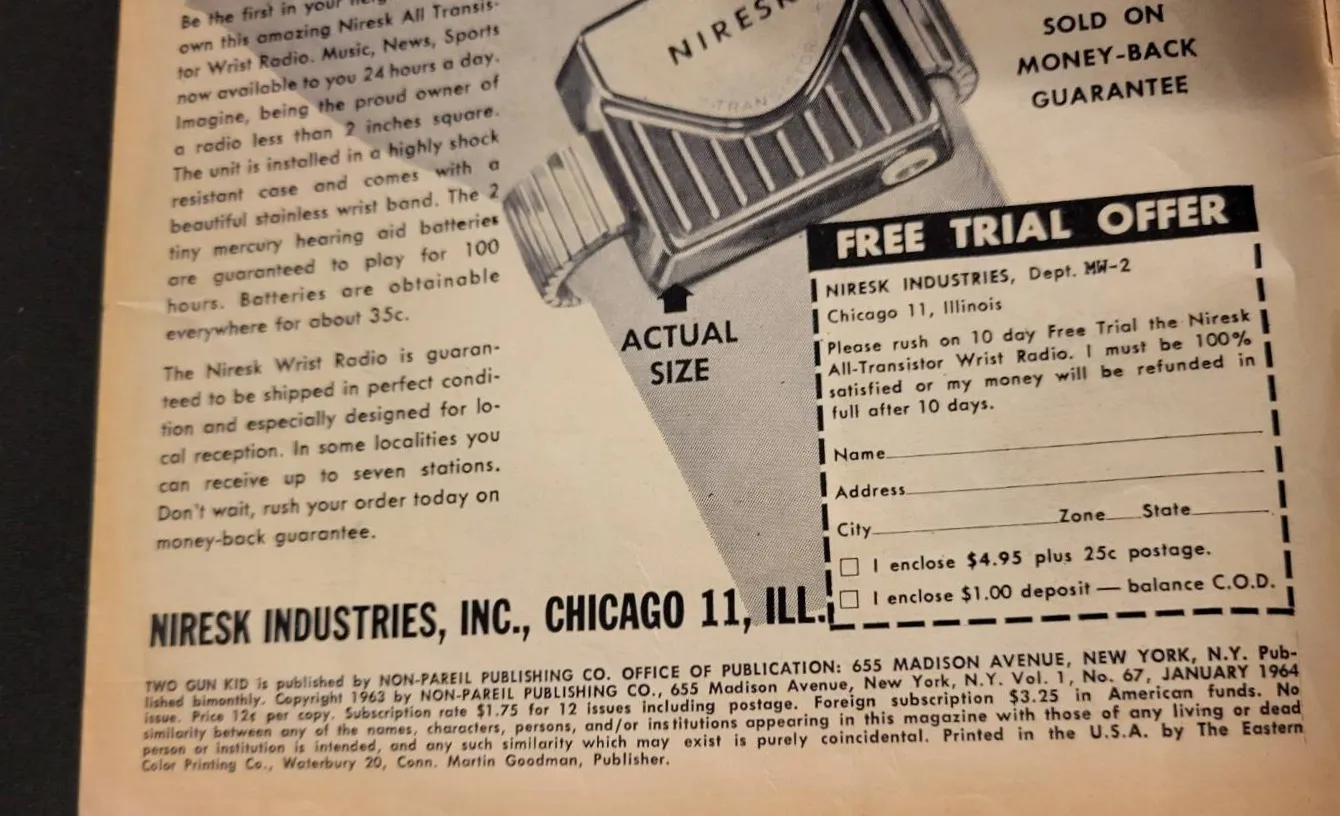 Be the first in your
own this amazing Niresk All Transis-
tor Wrist Radio. Music, News, Sports
now available to you 24 hours a day.
Imagine, being the proud owner of
a radio less than 2 inches square.
The unit is installed in a highly shock
resistant case and comes with a
beautiful stainless wrist band. The 2
tiny mercury hearing aid batteries
are guaranteed to play for 100
hours. Batteries are obtainable
everywhere for about 35c.
The Niresk Wrist Radio is guaran-
teed to be shipped in perfect condi-
tion and especially designed for lo-
cal reception. In some localities you
can receive up to seven stations.
Don't wait, rush your order today on
money-back guarantee.
NIRESK
ACTUAL
SIZE
SOLD ON
MONEY-BACK
GUARANTEE
FREE TRIAL OFFER
NIRESK INDUSTRIES, Dept. MW-2
Chicago 11, Illinois
Please rush on 10 day Free Trial the Niresk
All-Transistor Wrist Radio. I must be 100%
satisfied or my money will be refunded in
full after 10 days.
Name
Address
City Zone State
I enclose $4.95 plus 25c postage.
I enclose $1.00 deposit — balance C.O.D.
NIRESK INDUSTRIES, INC., CHICAGO 11, ILL.
TWO GUN KID is published by NON-PAREIL PUBLISHING CO. OFFICE OF PUBLICATION: 655 MADISON AVENUE, NEW YORK, N.Y. Pub-
lished bimonthly. Copyright 1963 by NON-PAREIL PUBLISHING CO., 655 Madison Avenue, New York, N.Y. Vol. 1, No. 67, JANUARY 1964
issue. Price 12¢ per copy. Subscription rate $1.75 for 12 issues including postage. Foreign subscription $3.25 in American funds. No
similarity between any of the names, characters, persons, and/or institutions appearing in this magazine with those of any living or dead
person or institution is intended, and any such similarity which may exist is purely coincidental. Printed in the U.S.A. by The Eastern
Color Printing Co., Waterbury 20, Conn. Martin Goodman, Publisher.